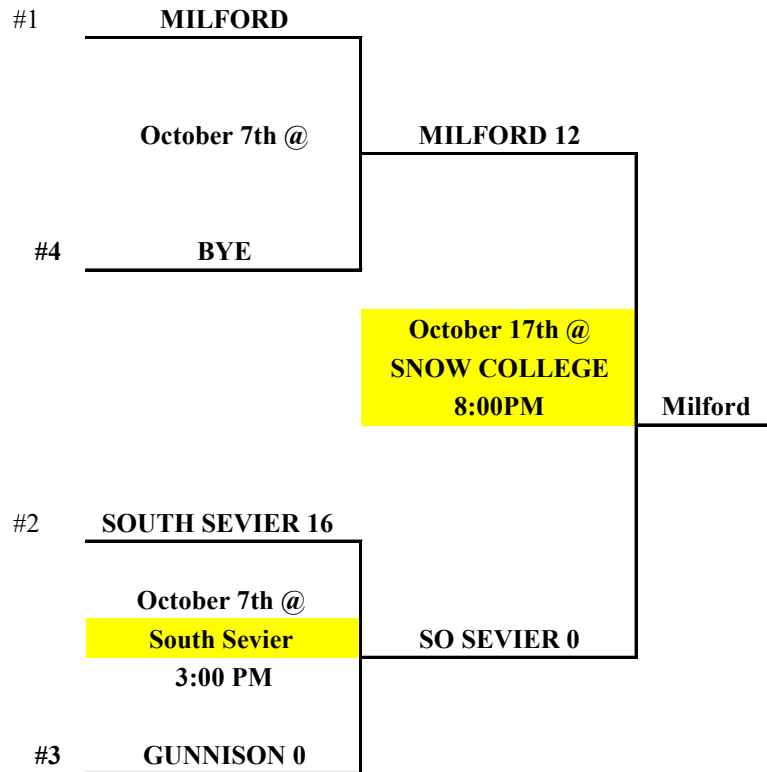 #1 MILFORD
October 7th @
MILFORD 12
#4 BYE
October 17th @
SNOW COLLEGE
8:00PM
Milford
#2 SOUTH SEVIER 16
October 7th @
South Sevier
SO SEVIER 0
3:00 PM
#3 GUNNISON 0